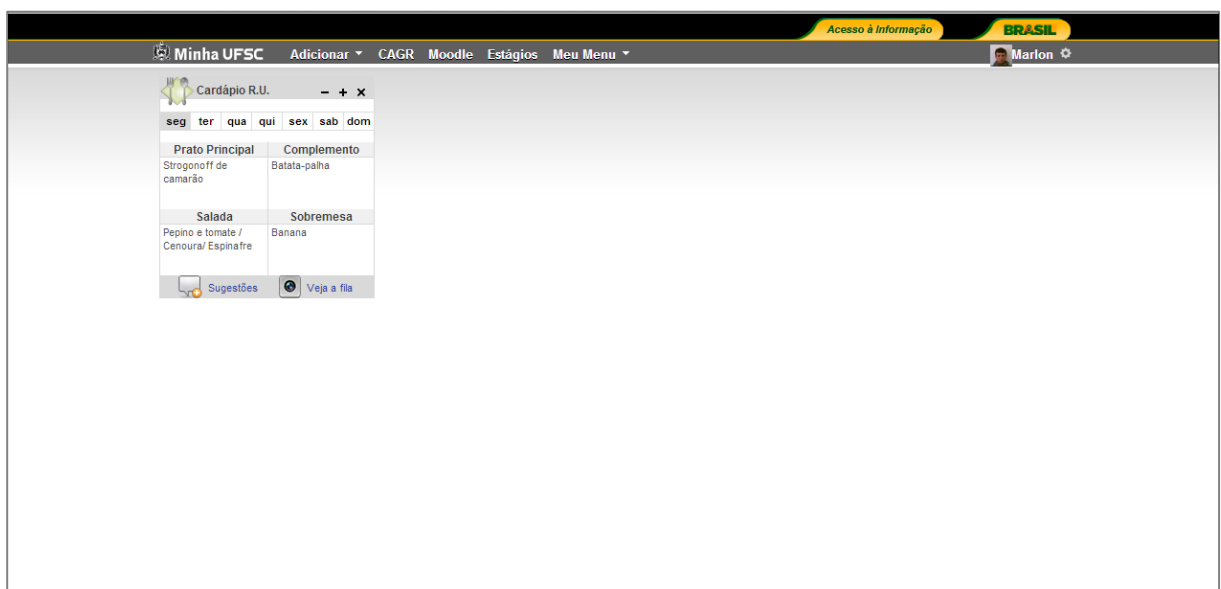 Acesso à Informação BRASIL
Minha UFSC Adicionar CAGR Moodle Estágios Meu Menu Marlon
Cardápio R.U. − + ×
seg ter qua qui sex sab dom
Prato Principal Complemento
Strogonoff de Batata-palha
camarão
Salada Sobremesa
Pepino e tomate / Banana
Cenoura/ Espinafre
Sugestões Veja a fila